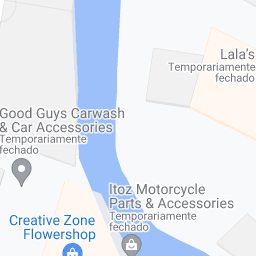 Lala's
Temporariamente
fechado
Good Guys Carwash
& Car Accessories
Temporariamente
fechado
Itoz Motorcycle
Parts & Accessories
Temporariamente
fechado
Creative Zone
Flowershop